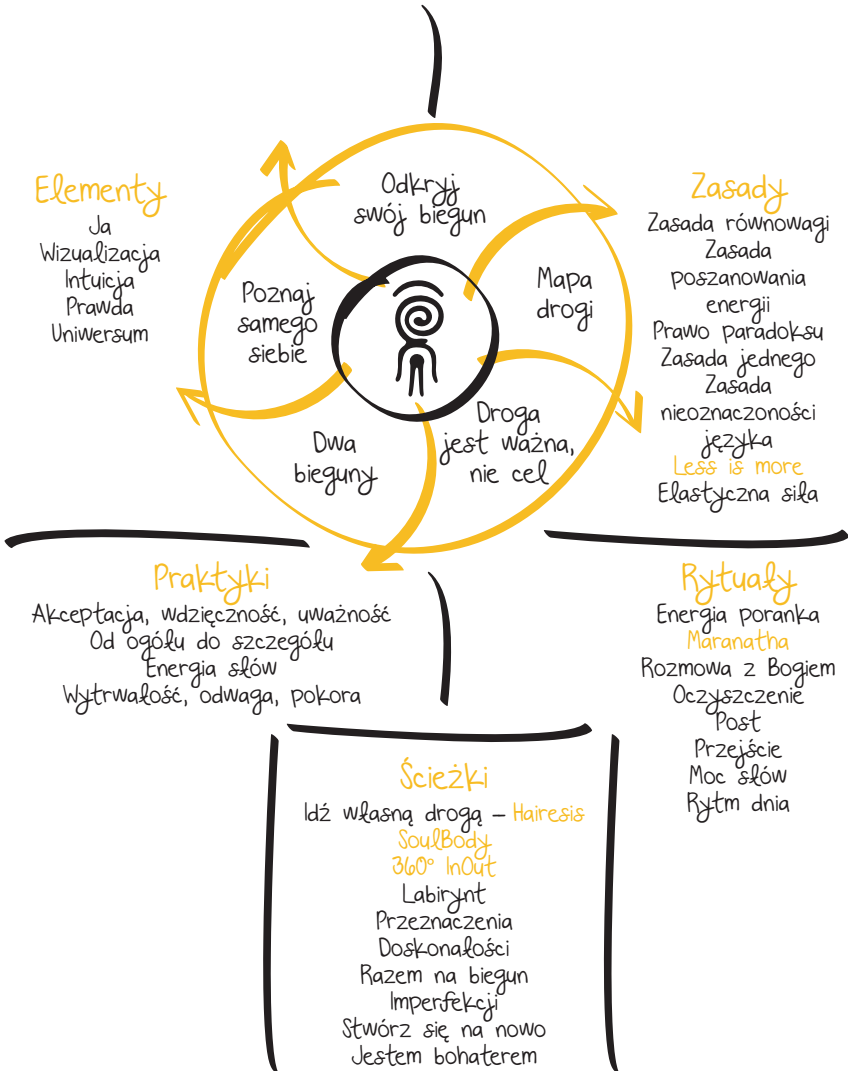 Elementy
Ja
Wizualizacja
Intuicja
Prawda
Uniwersum
Odkryj
swój biegun
Poznaj
samego
siebie
Mapa
drogi
Dwa
bieguny
Droga
jest ważna,
nie cel
Zasady
Zasada równowagi
Zasada
poszanowania
energii
Prawo paradoksu
Zasada jednego
Zasada
nieoznaczoności
języka
Less is more
Elastyczna siła
Praktyki
Akceptacja, wdzięczność, uważność
Od ogółu do szczegółu
Energia słów
Wytrwałość, odwaga, pokora
Rytuały
Energia poranka
Maranatha
Rozmowa z Bogiem
Oczyszczenie
Post
Przejście
Moc słów
Rytm dnia
Ścieżki
Idź własną drogą – Hairesis
SoulBody
360° InOut
Labirynt
Przeznaczenia
Doskonałości
Razem na biegun
Imperfekcji
Stwórz się na nowo
Jestem bohaterem